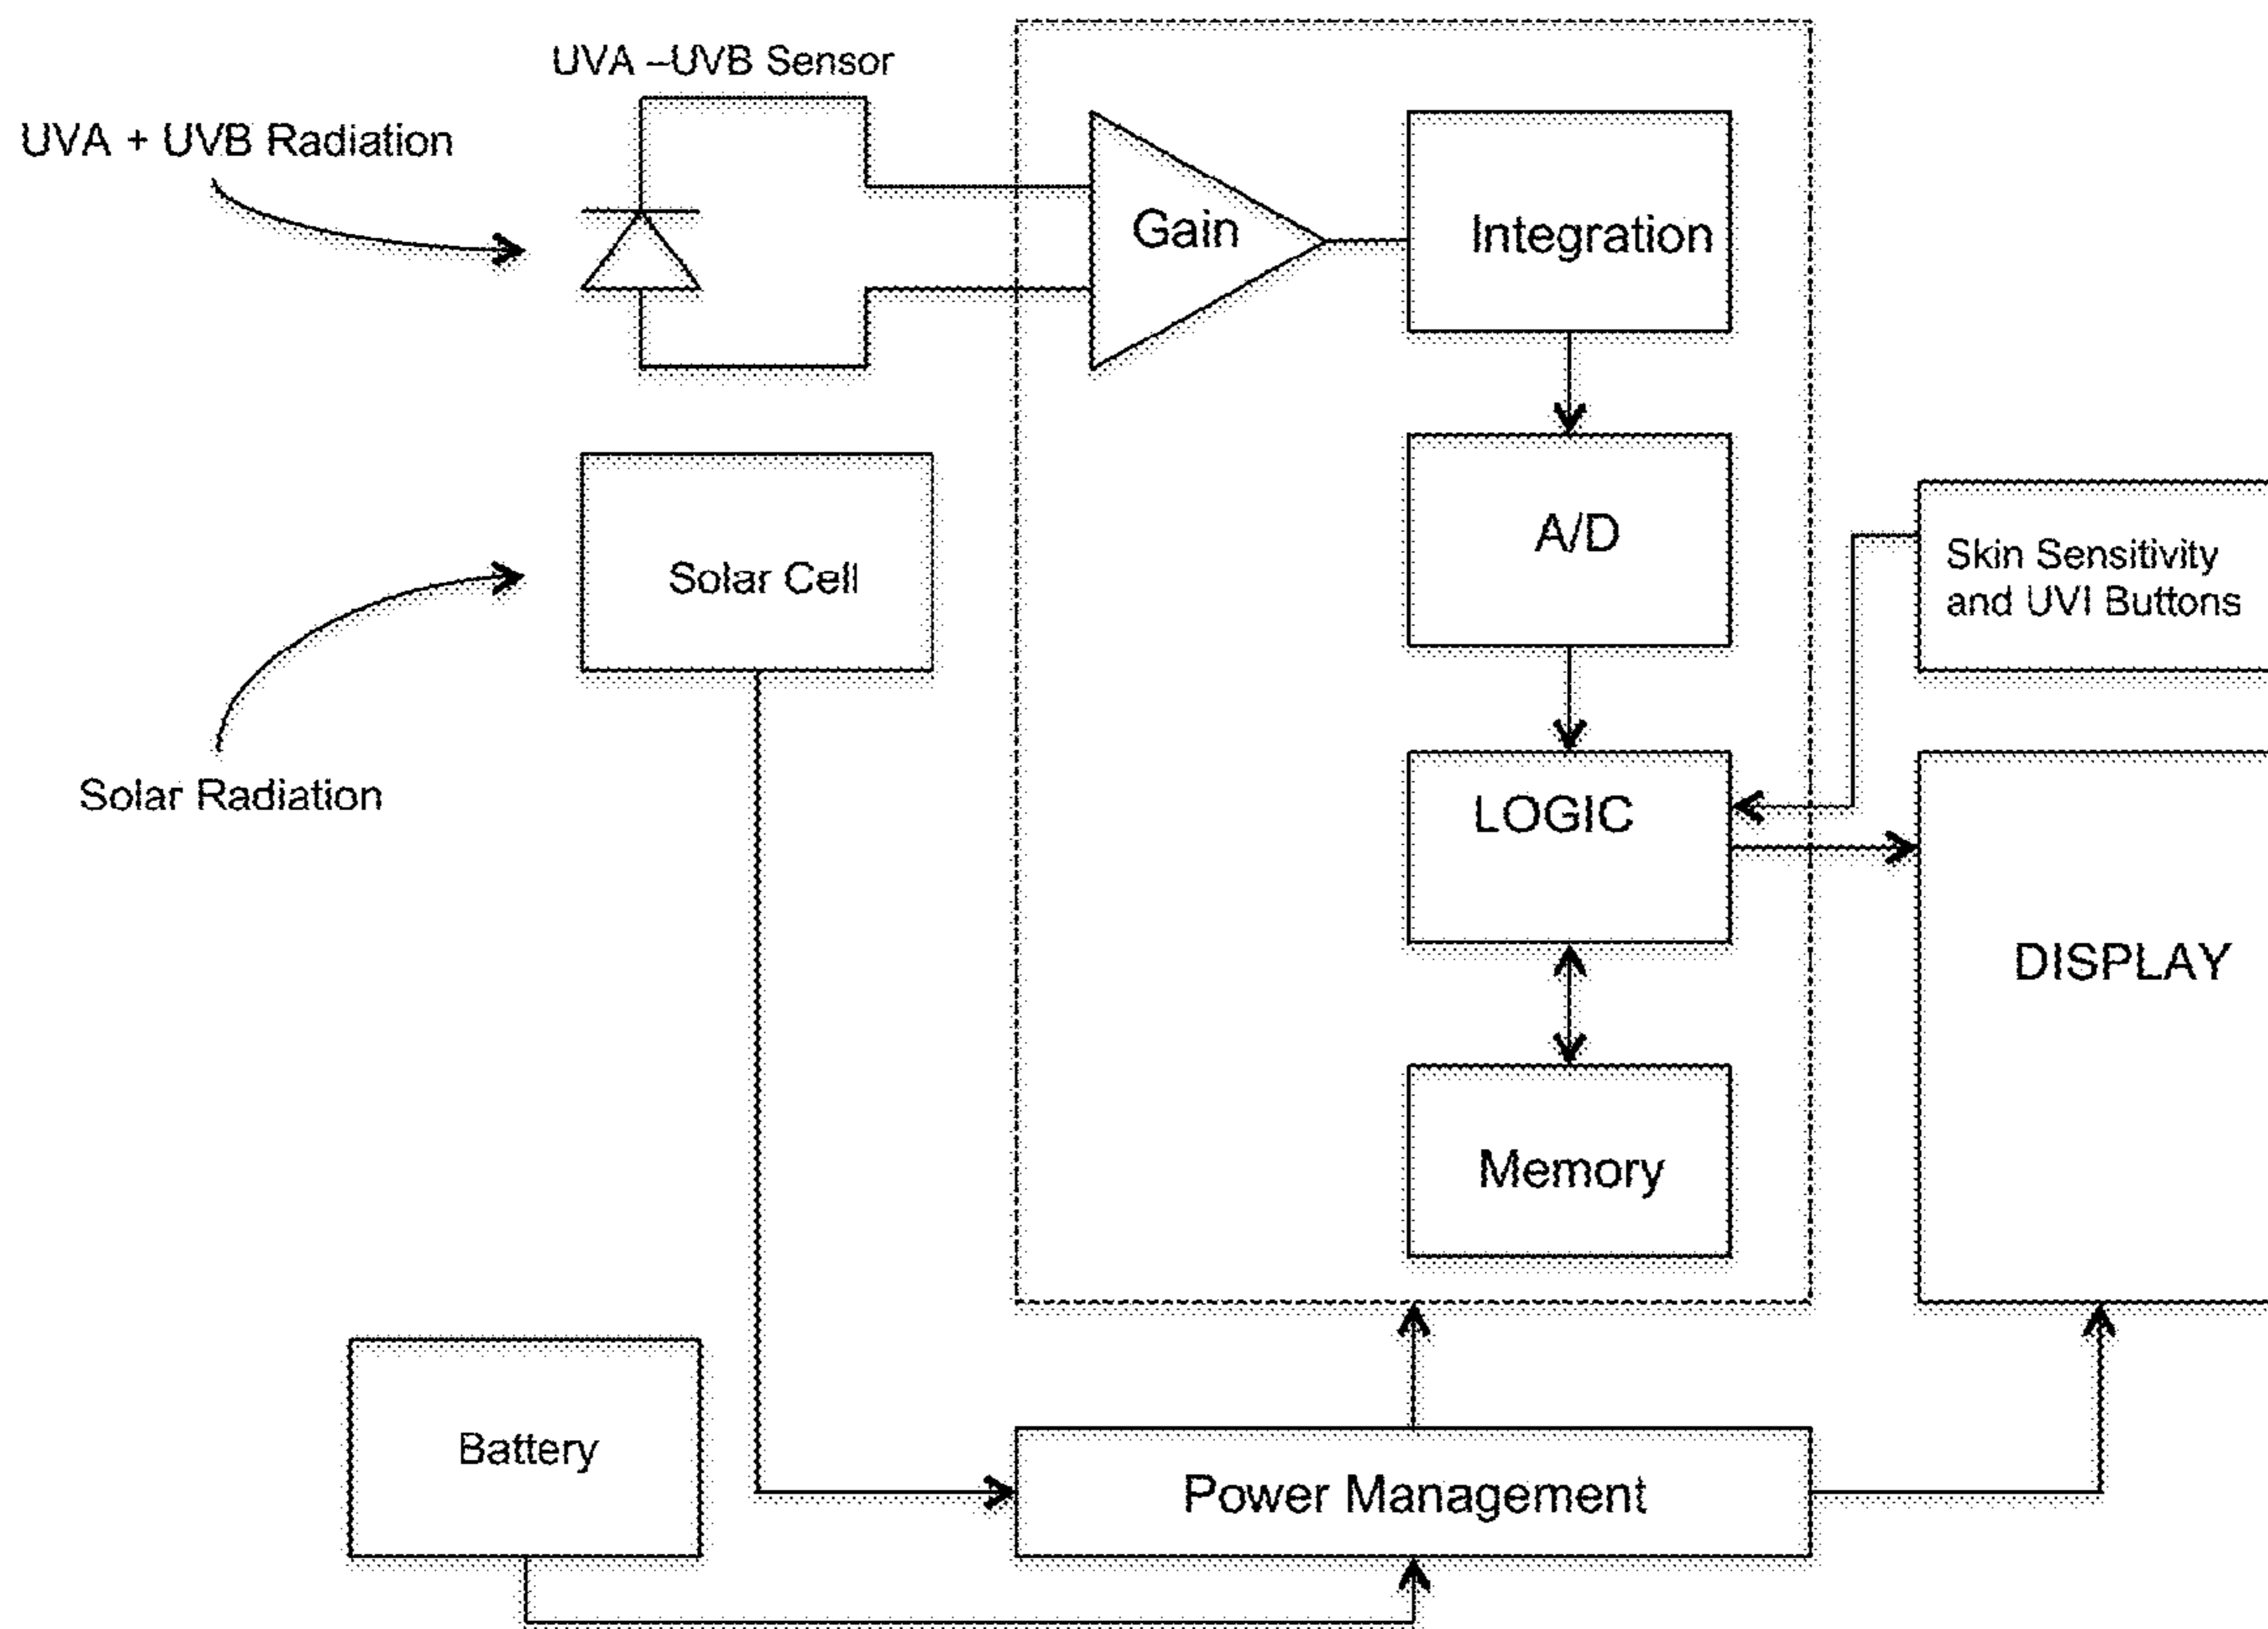 UVA –UVB Sensor
UVA + UVB Radiation
Gain
Integration
A/D
Solar Cell
Skin Sensitivity
and UVI Buttons
Solar Radiation
LOGIC
DISPLAY
Memory
Battery
Power Management